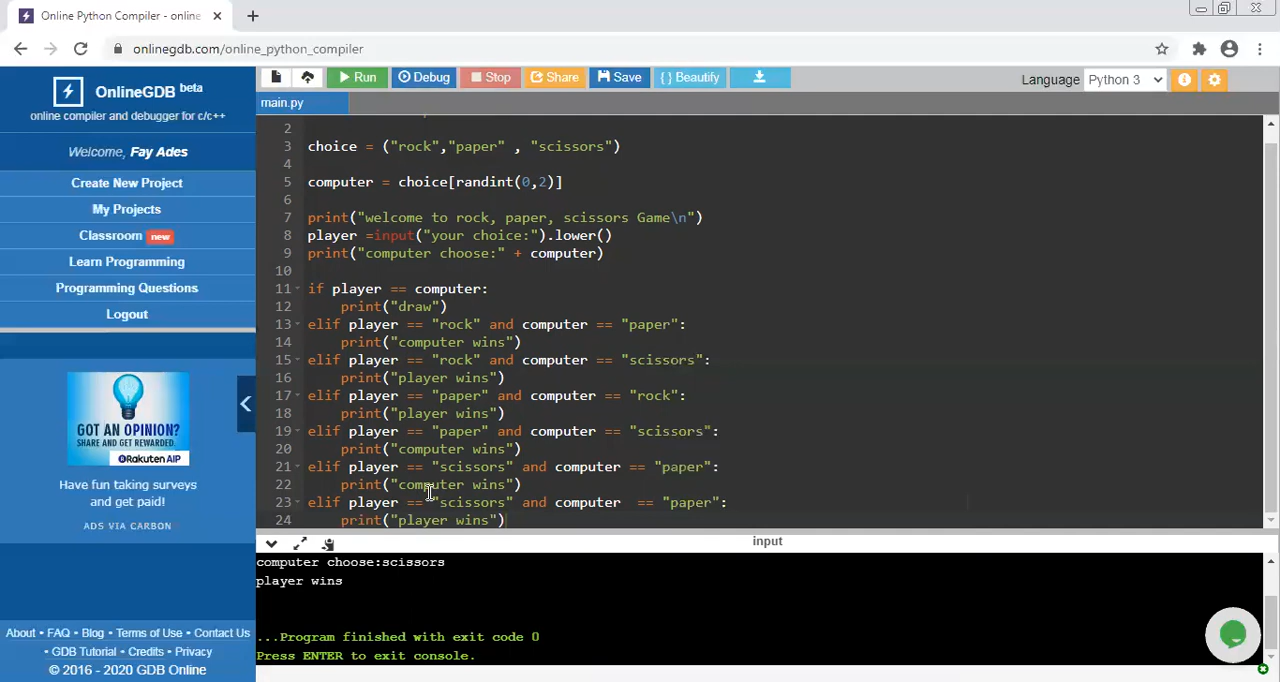 Online Python Compiler - online
onlinegdb.com/online_python_compiler
OnlineGDB beta
online compiler and debugger for c/c++
Welcome, Fay Ades
Create New Project
My Projects
Classroom new
Learn Programming
Programming Questions
Logout
GOT AN OPINION?
SHARE AND GET REWARDED.
Rakuten AIP
Have fun taking surveys
and get paid!
ADS VIA CARBON
About • FAQ • Blog • Terms of Use • Contact Us
• GDB Tutorial • Credits • Privacy
© 2016 - 2020 GDB Online
Run Debug Stop Share Save { } Beautify
Language Python 3
main.py
2
3 choice = ("rock","paper" , "scissors")
4
5 computer = choice[randint(0,2)]
6
7 print("welcome to rock, paper, scissors Game\n")
8 player =input("your choice:").lower()
9 print("computer choose:" + computer)
10
11 if player == computer:
12 print("draw")
13 elif player == "rock" and computer == "paper":
14 print("computer wins")
15 elif player == "rock" and computer == "scissors":
16 print("player wins")
17 elif player == "paper" and computer == "rock":
18 print("player wins")
19 elif player == "paper" and computer == "scissors":
20 print("computer wins")
21 elif player == "scissors" and computer == "paper":
22 print("computer wins")
23 elif player == "scissors" and computer  == "paper":
24 print("player wins")
input
computer choose:scissors
player wins
...Program finished with exit code 0
Press ENTER to exit console.